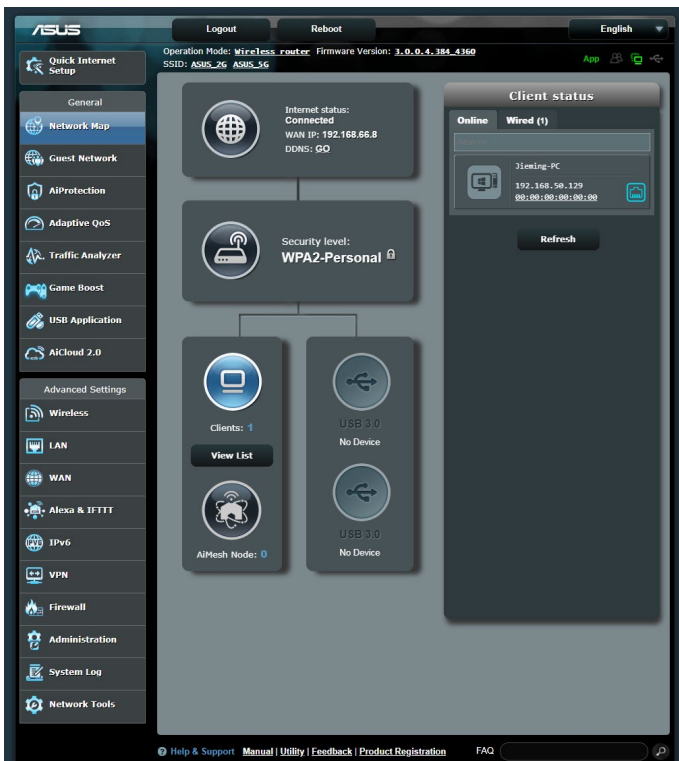 ASUS
Logout
Reboot
English
Quick Internet
Setup
Operation Mode: Wireless router Firmware Version: 3.0.0.4.384_4360
SSID: ASUS_2G ASUS_5G
App
General
Network Map
Guest Network
AiProtection
Adaptive QoS
Traffic Analyzer
Game Boost
USB Application
AiCloud 2.0
Advanced Settings
Wireless
LAN
WAN
Alexa & IFTTT
IPv6
VPN
Firewall
Administration
System Log
Network Tools
Internet status:
Connected
WAN IP: 192.168.66.8
DDNS: GO
Security level:
WPA2-Personal
Clients: 1
View List
AiMesh Node: 0
USB 3.0
No Device
USB 3.0
No Device
Client status
Online Wired (1)
Jieming-PC
192.168.50.129
00:00:00:00:00:00
Refresh
Help & Support Manual | Utility | Feedback | Product Registration FAQ